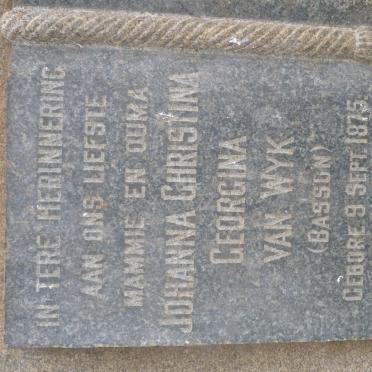 IN TERE HERINNERING
AAN ONS LIEFSTE
MAMMIE EN OUMA
JOHANNA CHRISTINA
GEORGINA
VAN WYK
(BASSON)
GEBORE 9 SEPT. 1875